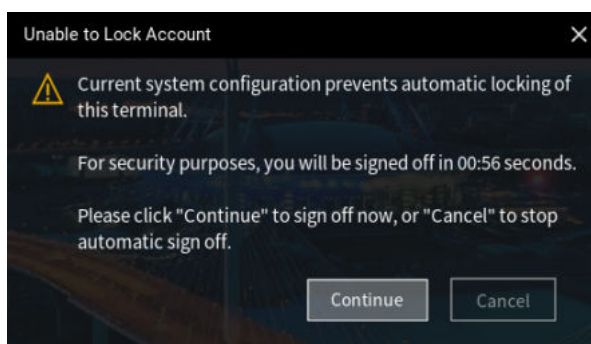 Unable to Lock Account
Current system configuration prevents automatic locking of
this terminal.
For security purposes, you will be signed off in 00:56 seconds.
Please click "Continue" to sign off now, or "Cancel" to stop
automatic sign off.
Continue
Cancel